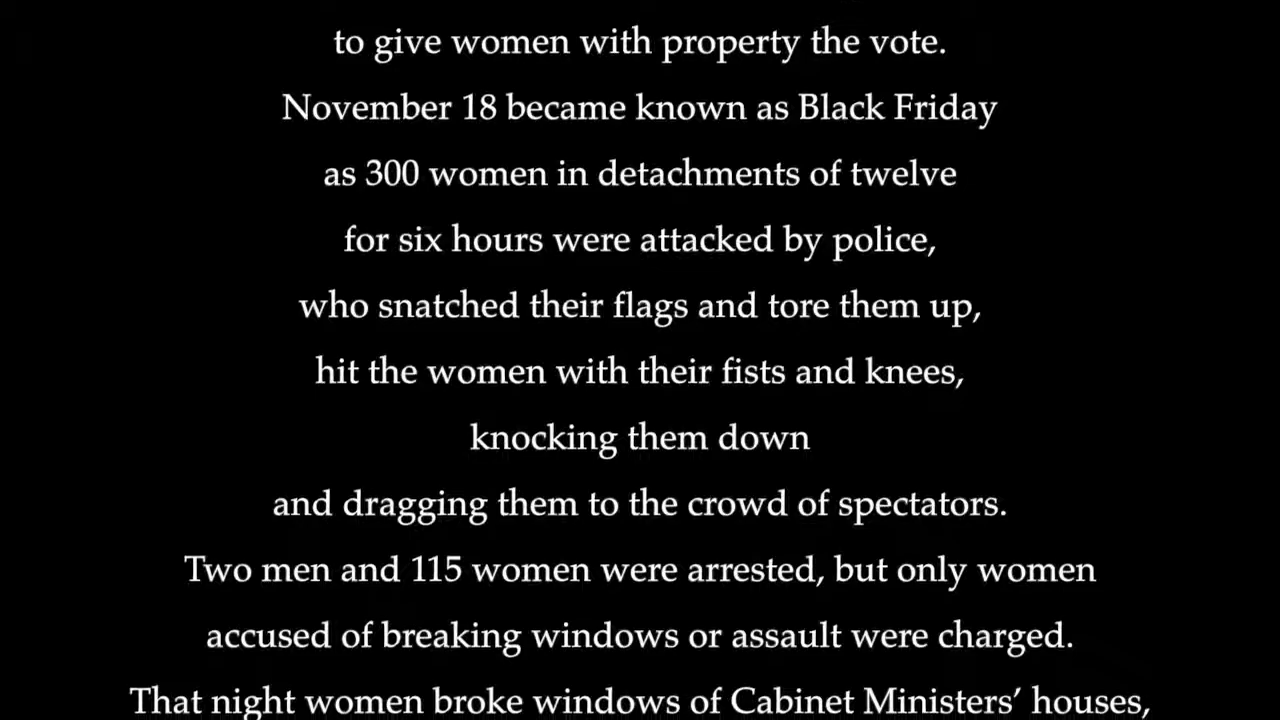 to give women with property the vote.
November 18 became known as Black Friday
as 300 women in detachments of twelve
for six hours were attacked by police,
who snatched their flags and tore them up,
hit the women with their fists and knees,
knocking them down
and dragging them to the crowd of spectators.
Two men and 115 women were arrested, but only women
accused of breaking windows or assault were charged.
That night women broke windows of Cabinet Ministers’ houses,